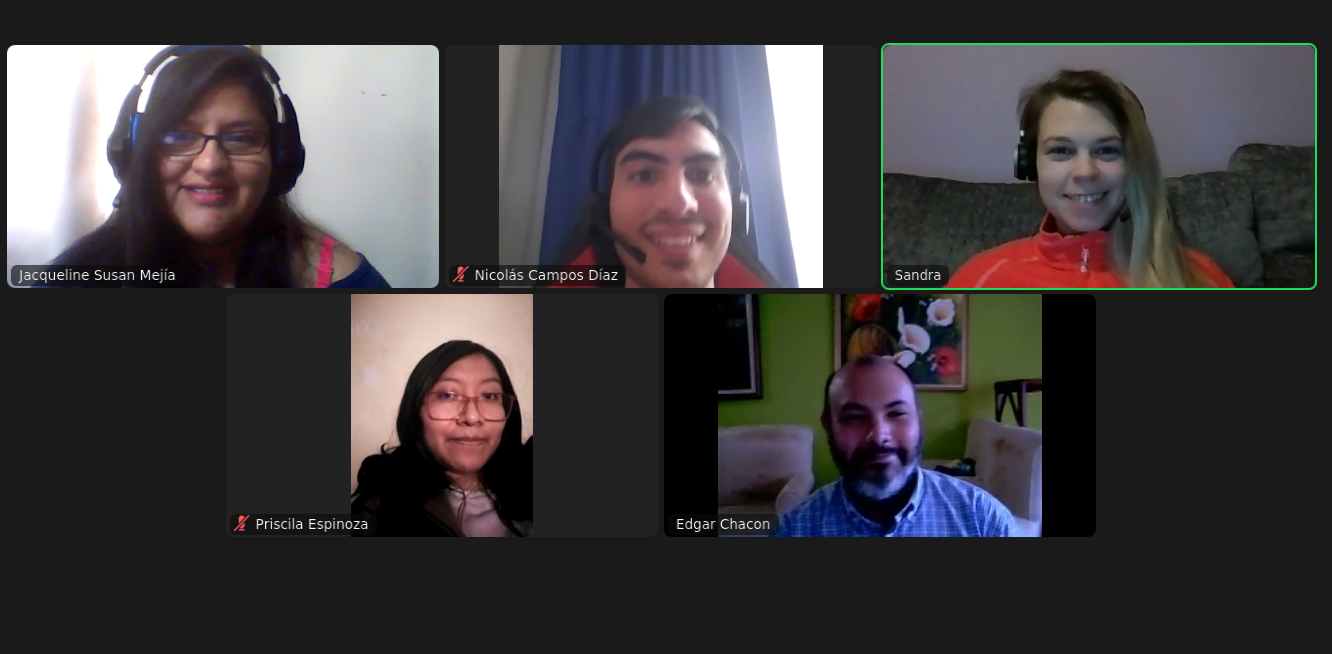 Jacqueline Susan Mejía
Nicolás Campos Díaz
Sandra
Priscila Espinoza
Edgar Chacon